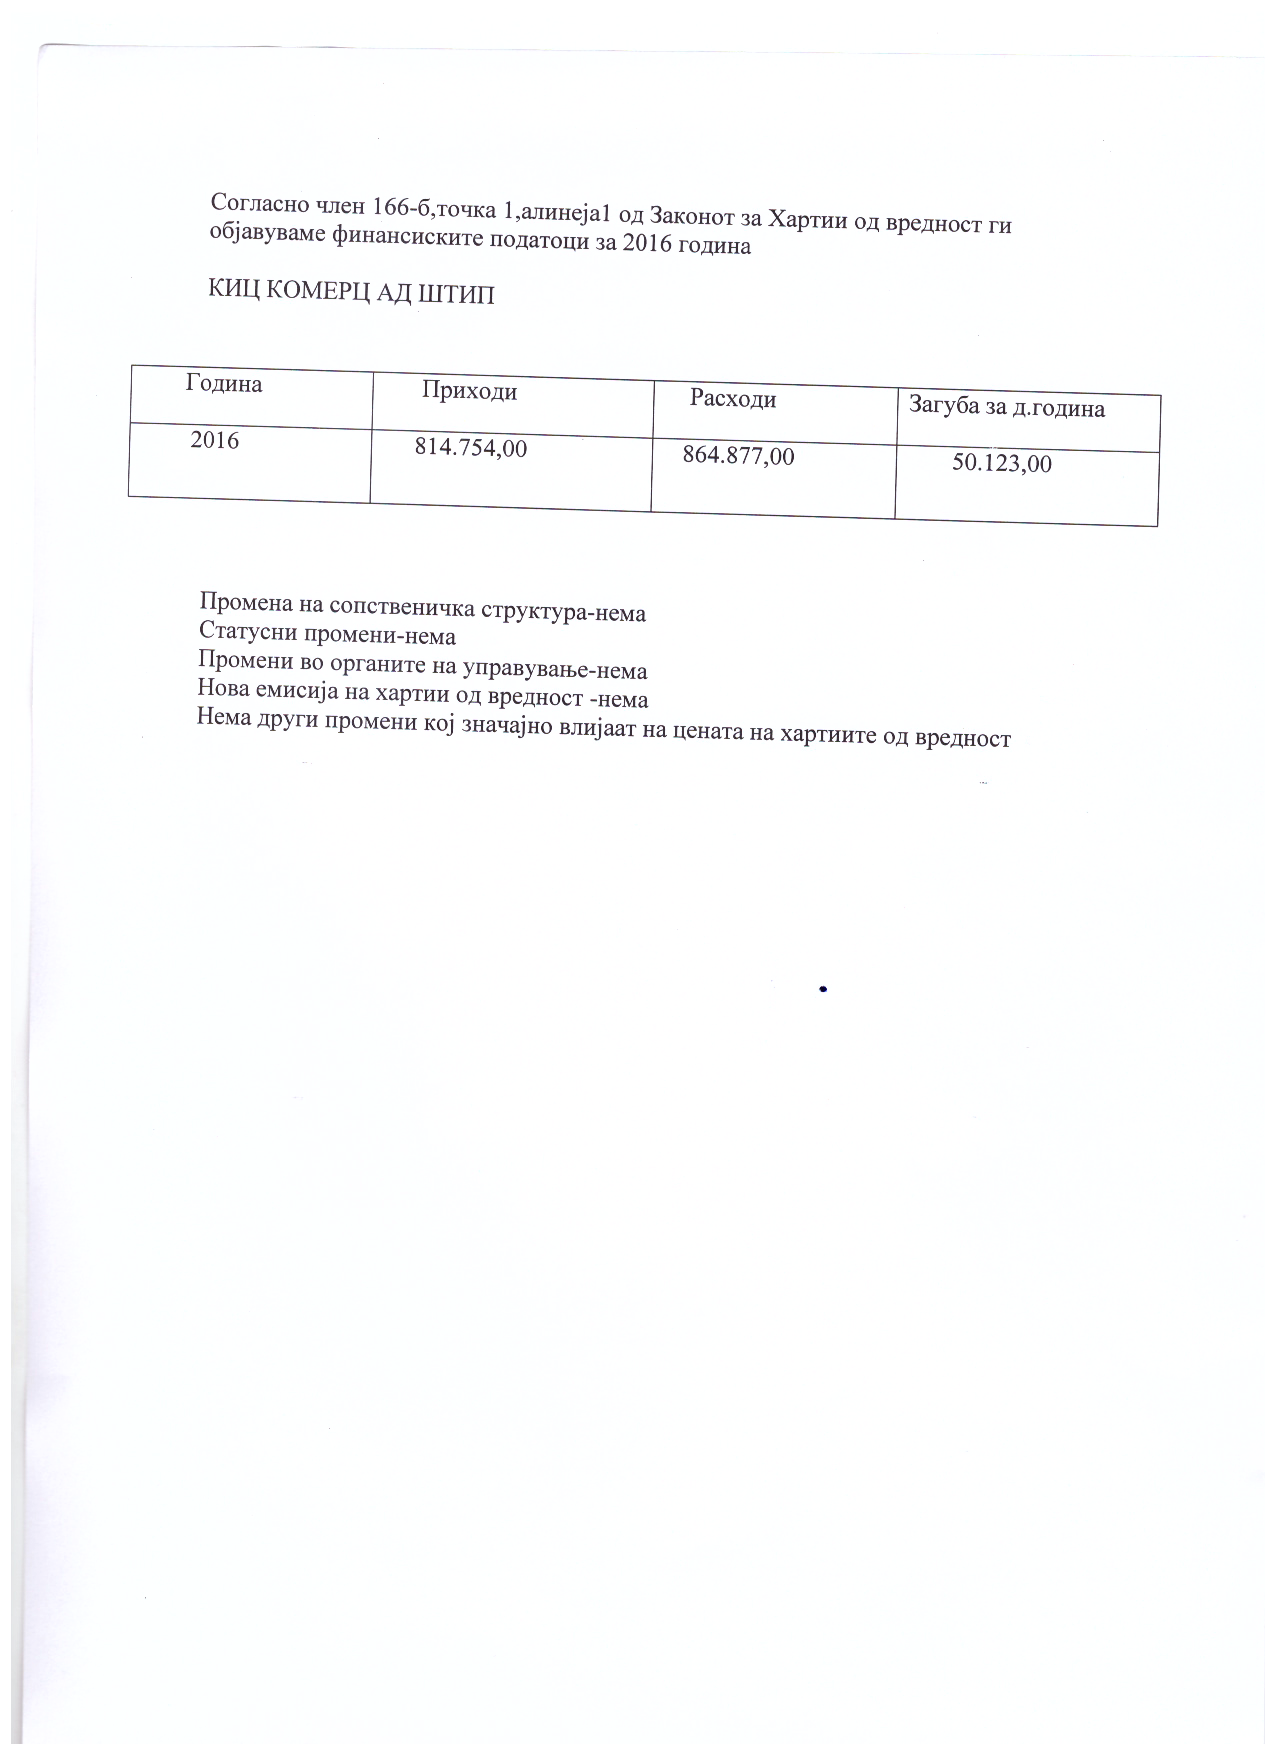 Согласно член 166-б,точка 1,алинеја1 од Законот за Хартии од вредност ги
објавуваме финансиските податоци за 2016 година
КИЦ КОМЕРЦ АД ШТИП
Година Приходи Расходи Загуба за д.година
2016 814.754,00 864.877,00 50.123,00
Промена на сопственичка структура-нема
Статусни промени-нема
Промени во органите на управување-нема
Нова емисија на хартии од вредност -нема
Нема други промени кој значајно влијаат на цената на хартиите од вредност